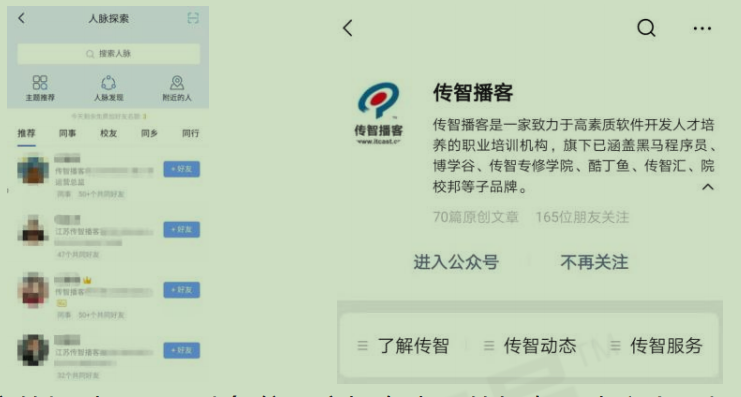 人脉探索
搜索人脉
主题推荐 人脉发现 附近的人
推荐 同事 校友 同乡 同行
传智播客
运营总监
同事 50+个共同好友
+好友
江苏传智播客
47个共同好友
+好友
传智播客
同事 50+个共同好友
+好友
江苏传智播客
32个共同好友
+好友
传智播客
传智播客
www.itcast.c
传智播客是一家致力于高素质软件开发人才培
养的职业培训机构，旗下已涵盖黑马程序员、
博学谷、传智专修学院、酷丁鱼、传智汇、院
校邦等子品牌。
70篇原创文章 165位朋友关注
进入公众号 不再关注
了解传智 传智动态 传智服务
TM